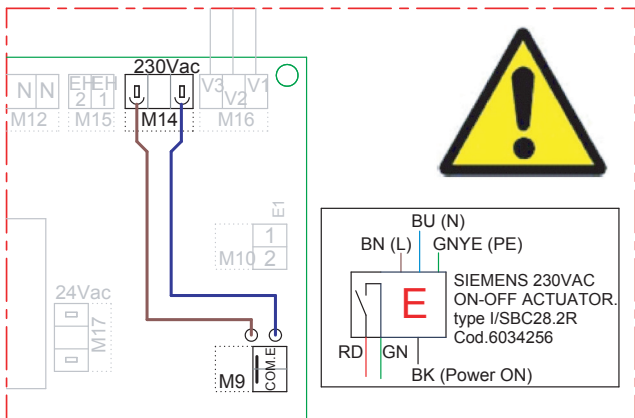 230Vac
N N
EH 2
EH 1
V3
V2
V1
M12
M15
M14
M16
E1
1
2
M10
24Vac
M17
M9
COM.E
BU (N)
BN (L)
GNYE (PE)
E
SIEMENS 230VAC
ON-OFF ACTUATOR.
type I/SBC28.2R
Cod.6034256
RD
GN
BK (Power ON)